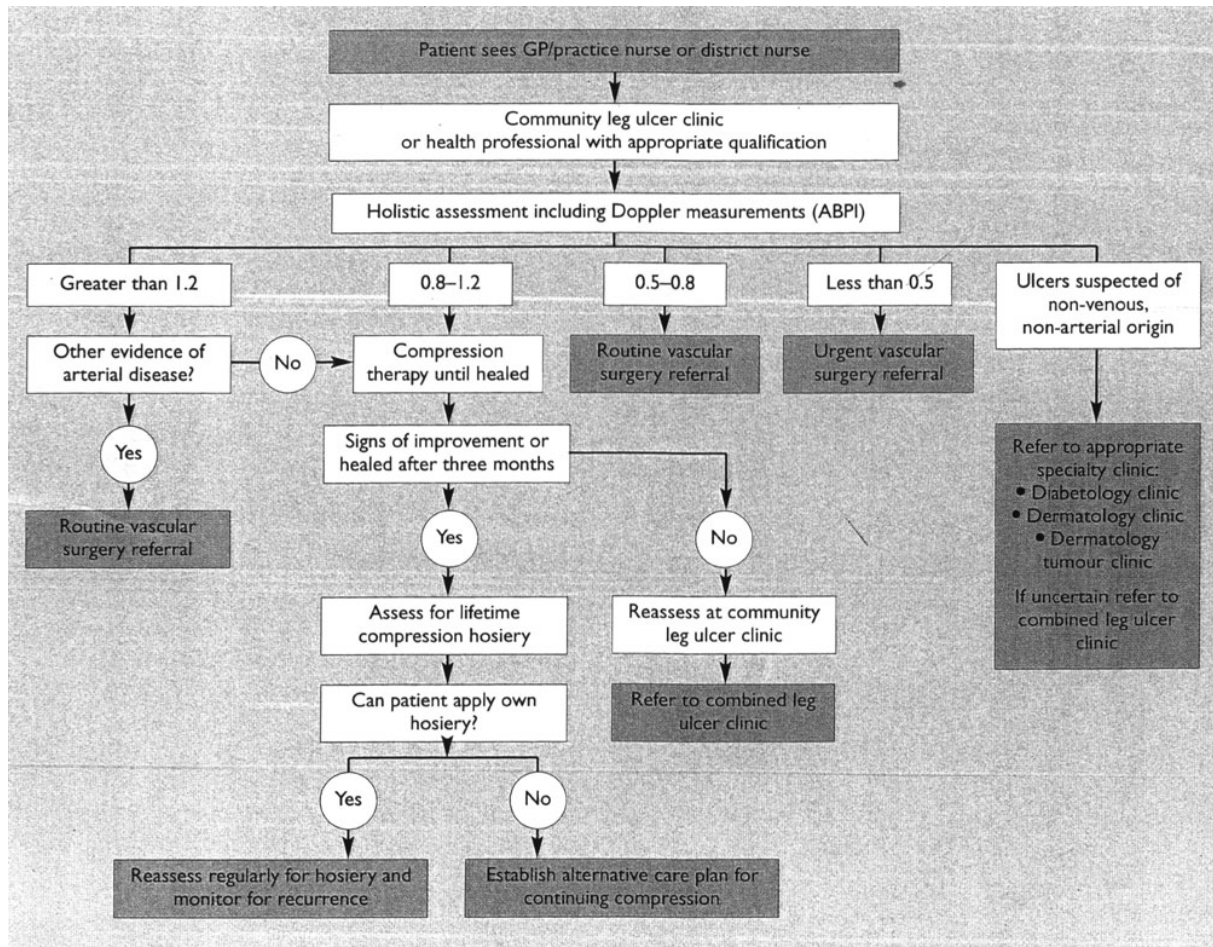 Patient sees GP/practice nurse or district nurse
Community leg ulcer clinic
or health professional with appropriate qualification
Holistic assessment including Doppler measurements (ABPI)
Greater than 1.2
0.8–1.2
0.5–0.8
Less than 0.5
Ulcers suspected of
non-venous,
non-arterial origin
Other evidence of
arterial disease?
No
Compression
therapy until healed
Routine vascular
surgery referral
Urgent vascular
surgery referral
Yes
Routine vascular
surgery referral
Signs of improvement or
healed after three months
Yes
No
Refer to appropriate
specialty clinic:
• Diabetology clinic
• Dermatology clinic
• Dermatology
tumour clinic
If uncertain refer to
combined leg ulcer
clinic
Assess for lifetime
compression hosiery
Reassess at community
leg ulcer clinic
Can patient apply own
hosiery?
Refer to combined leg
ulcer clinic
Yes
No
Reassess regularly for hosiery and
monitor for recurrence
Establish alternative care plan for
continuing compression